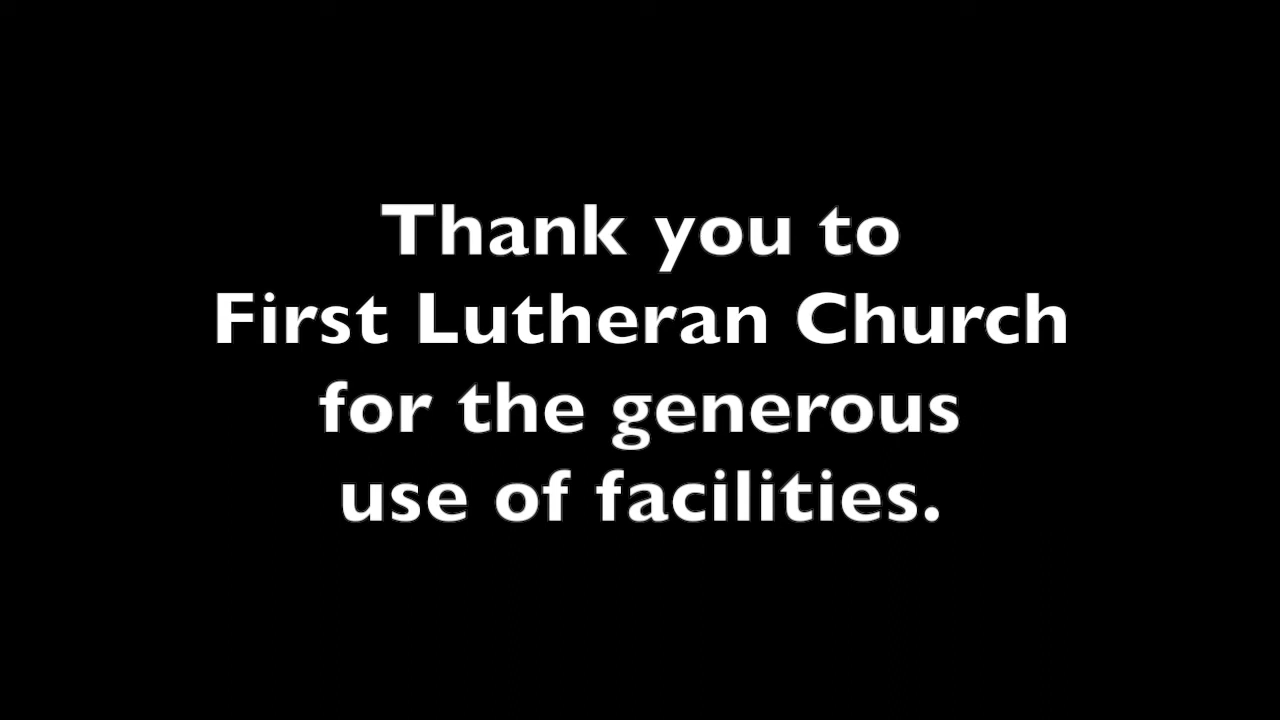 Thank you to
First Lutheran Church
for the generous
use of facilities.